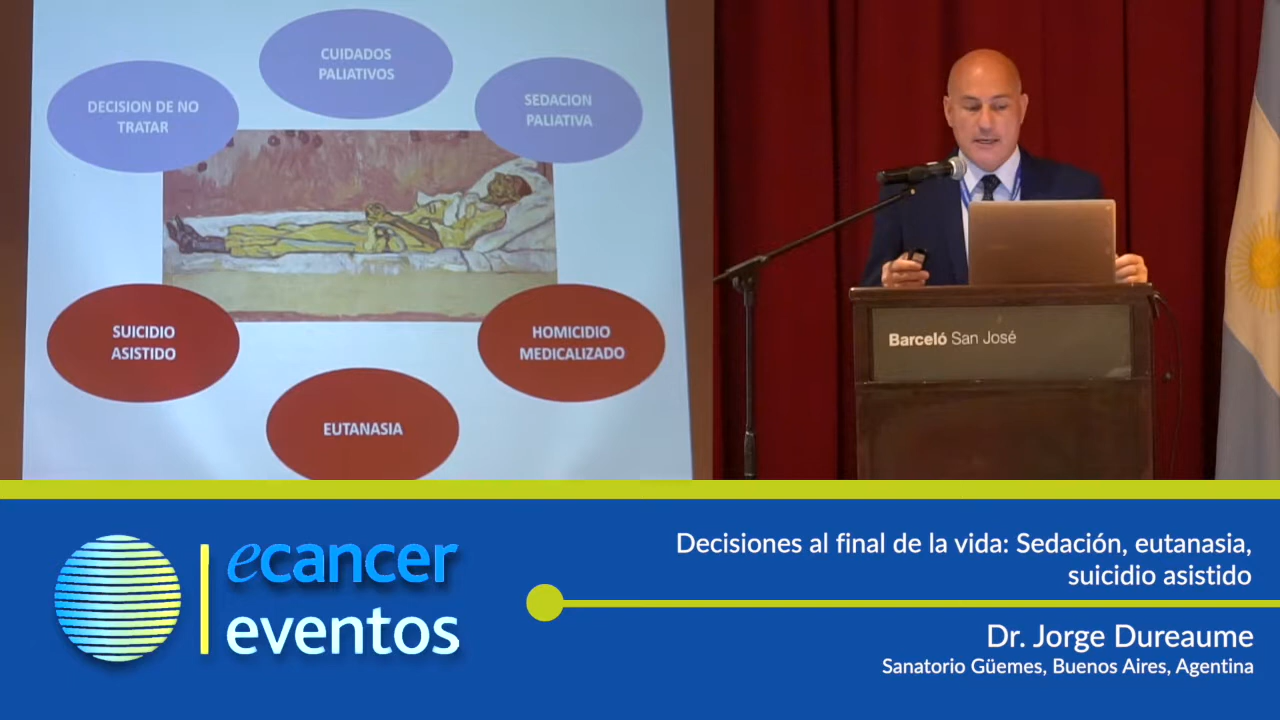 CUIDADOS
PALIATIVOS
DECISION DE NO
TRATAR
SEDACION
PALIATIVA
SUICIDIO
ASISTIDO
HOMICIDIO
MEDICALIZADO
EUTANASIA
Barceló San José
ecancer
eventos
Decisiones al final de la vida: Sedación, eutanasia,
suicidio asistido
Dr. Jorge Dureaume
Sanatorio Güemes, Buenos Aires, Agentina